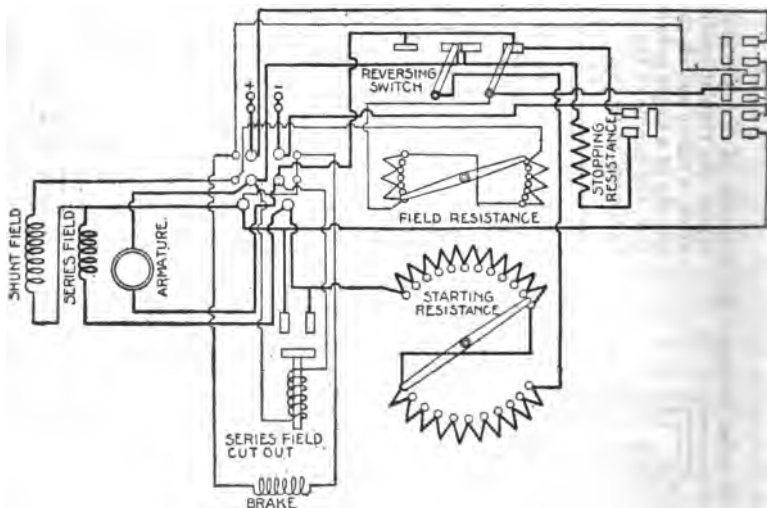 + -
REVERSING
SWITCH
STOPPING
RESISTANCE
FIELD RESISTANCE
SHUNT FIELD
SERIES FIELD
ARMATURE.
STARTING
RESISTANCE
SERIES FIELD
CUT OUT
BRAKE